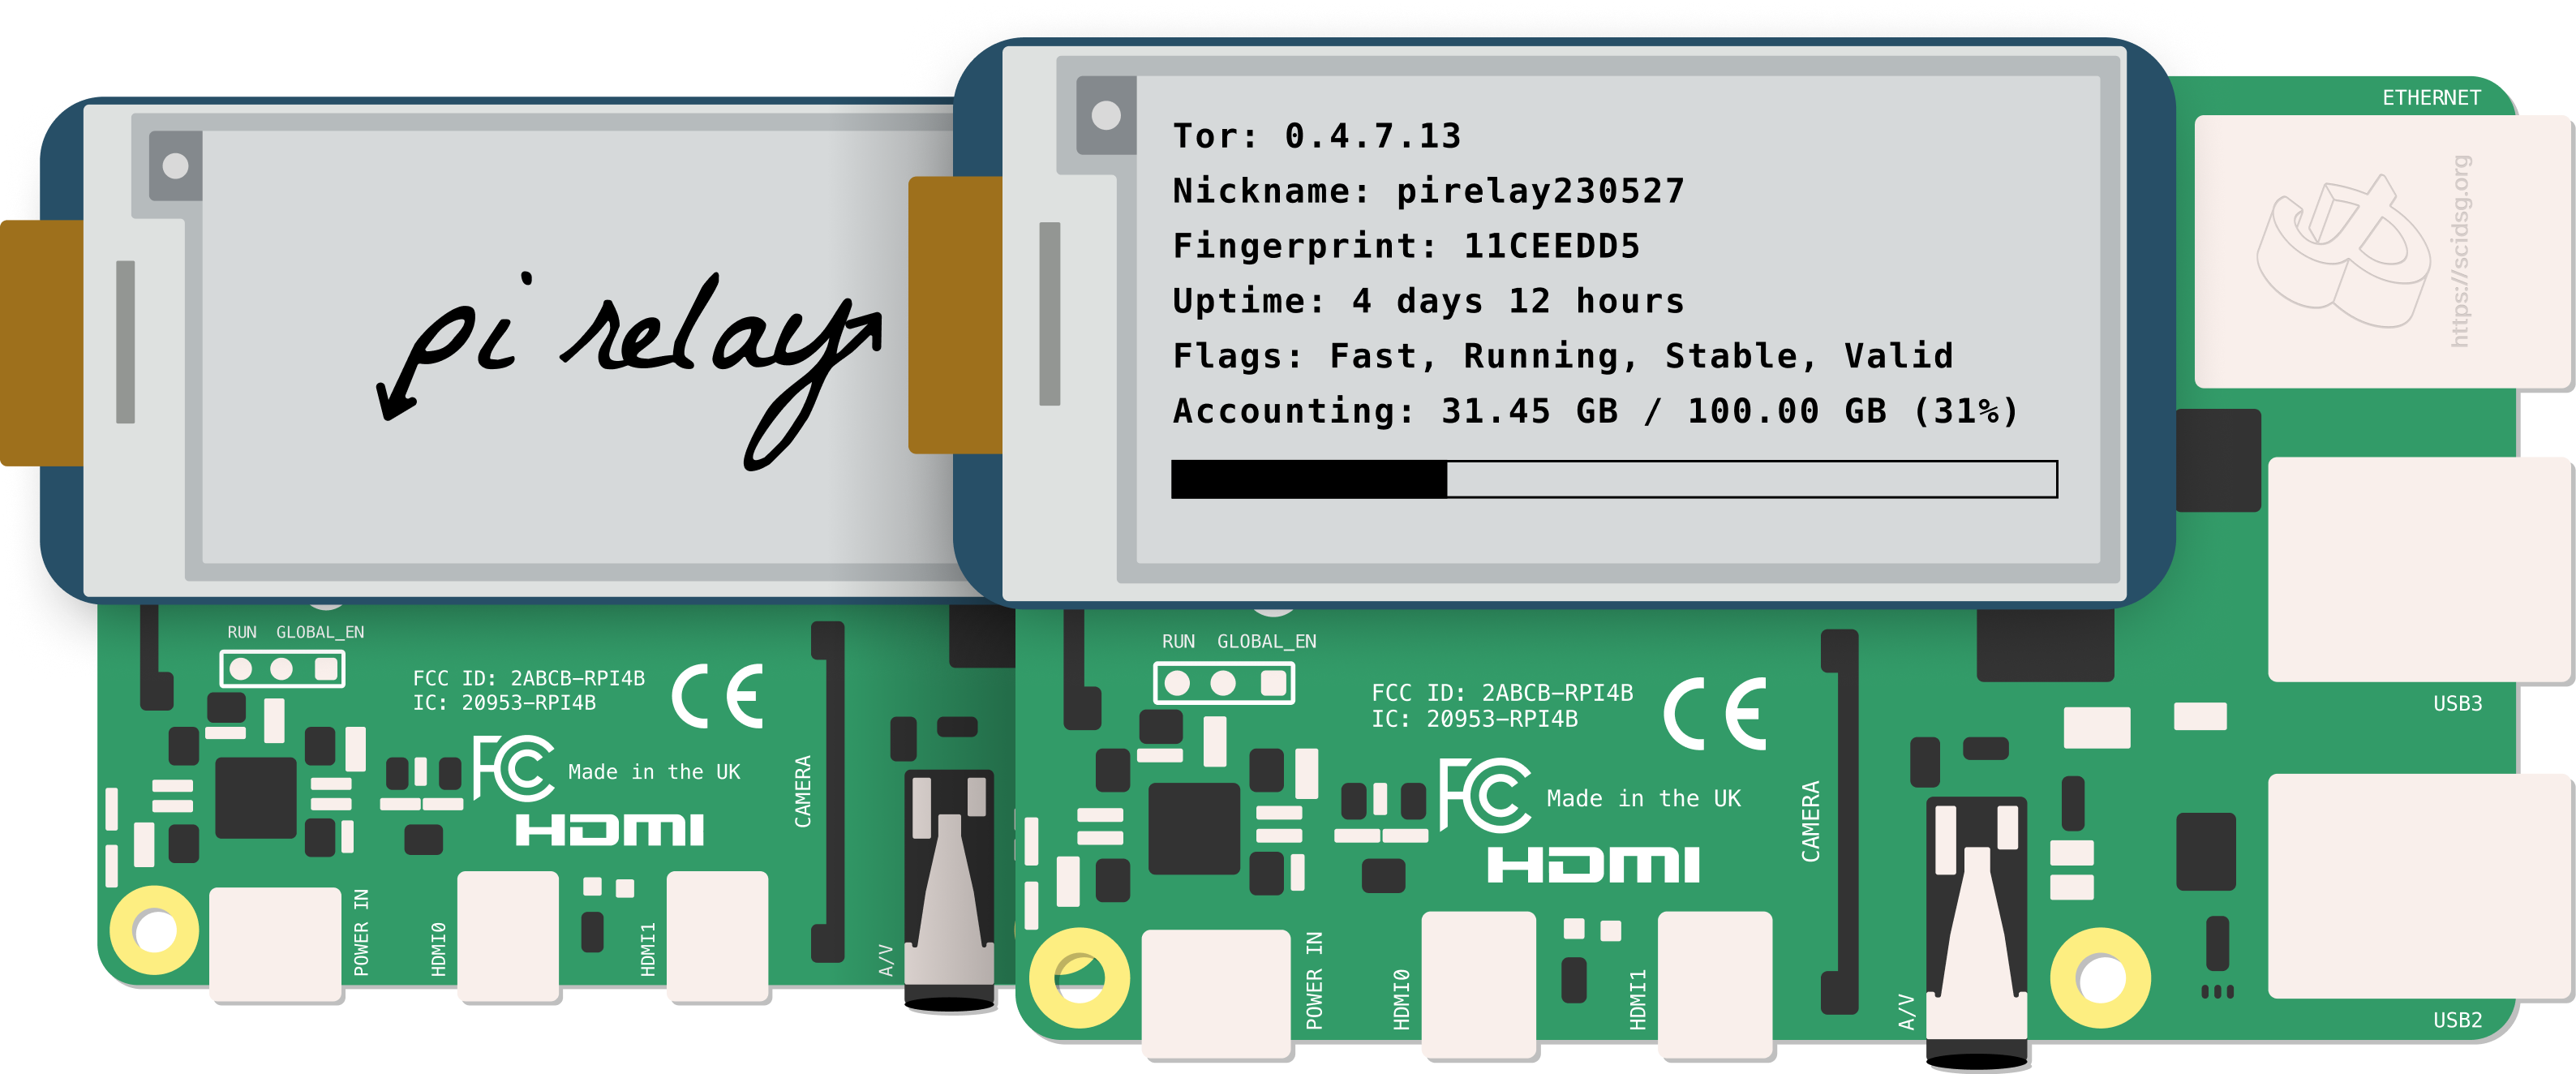 pi relay
RUN GLOBAL_EN
FCC ID: 2ABCB–RPI4B
IC: 20953–RPI4B
CE
FC
Made in the UK
HDMI
CAMERA
POWER IN
HDMI0
HDMI1
A/V
Tor: 0.4.7.13
Nickname: pirelay230527
Fingerprint: 11CEEDD5
Uptime: 4 days 12 hours
Flags: Fast, Running, Stable, Valid
Accounting: 31.45 GB / 100.00 GB (31%)
ETHERNET
https://scidsg.org
RUN GLOBAL_EN
FCC ID: 2ABCB–RPI4B
IC: 20953–RPI4B
CE
FC
Made in the UK
HDMI
CAMERA
POWER IN
HDMI0
HDMI1
A/V
USB3
USB2